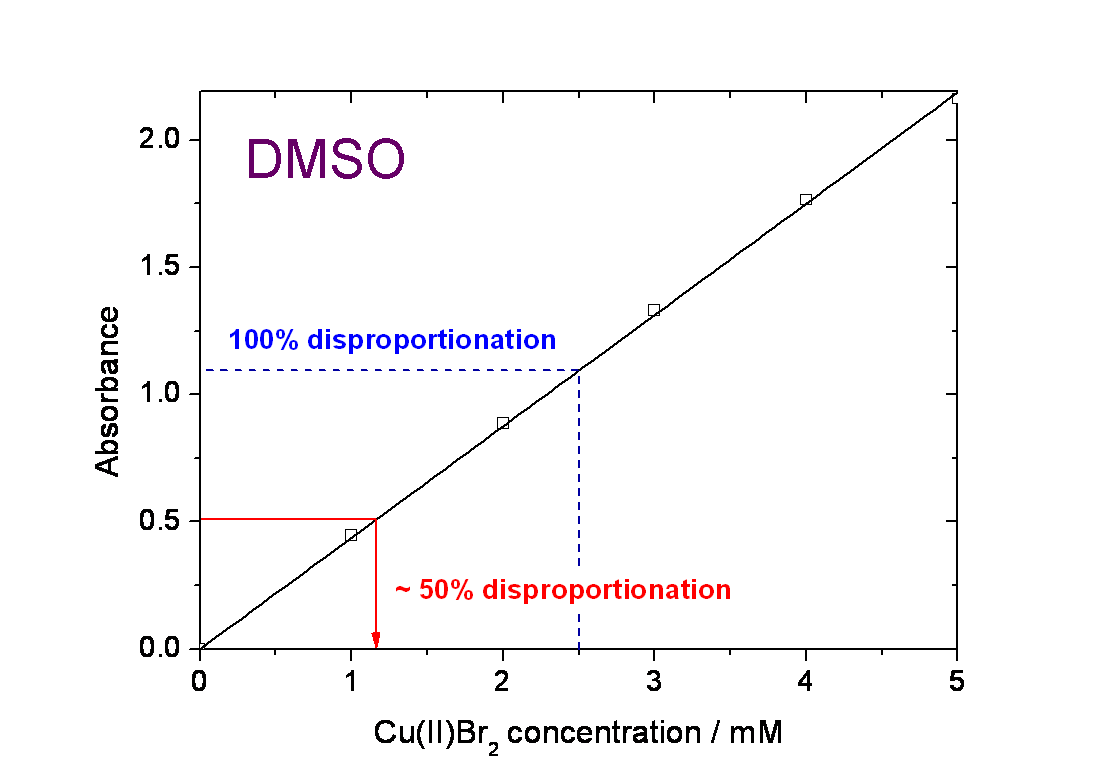 DMSO
2.0
1.5
1.0
0.5
0.0
Absorbance
100% disproportionation
~ 50% disproportionation
0 1 2 3 4 5
Cu(II)Br2 concentration / mM